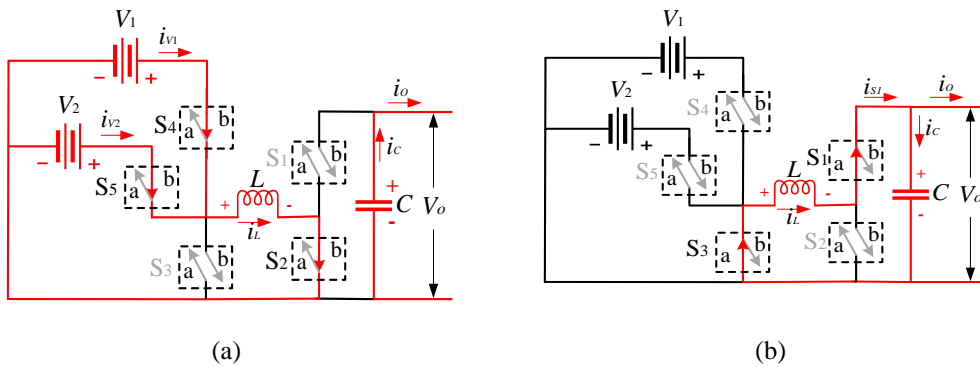 V1
iV1
− +
V2
iV2
− +
S4
a b
S5
a b
S3
a b
+ L -
iL
S1
a b
S2
a b
iC
+
C
-
iO
Vo
(a)
V1
− +
V2
− +
S4
a b
S5
a b
S3
a b
+ L -
iL
iS1
S1
a b
S2
a b
iC
+
C
-
iO
Vo
(b)